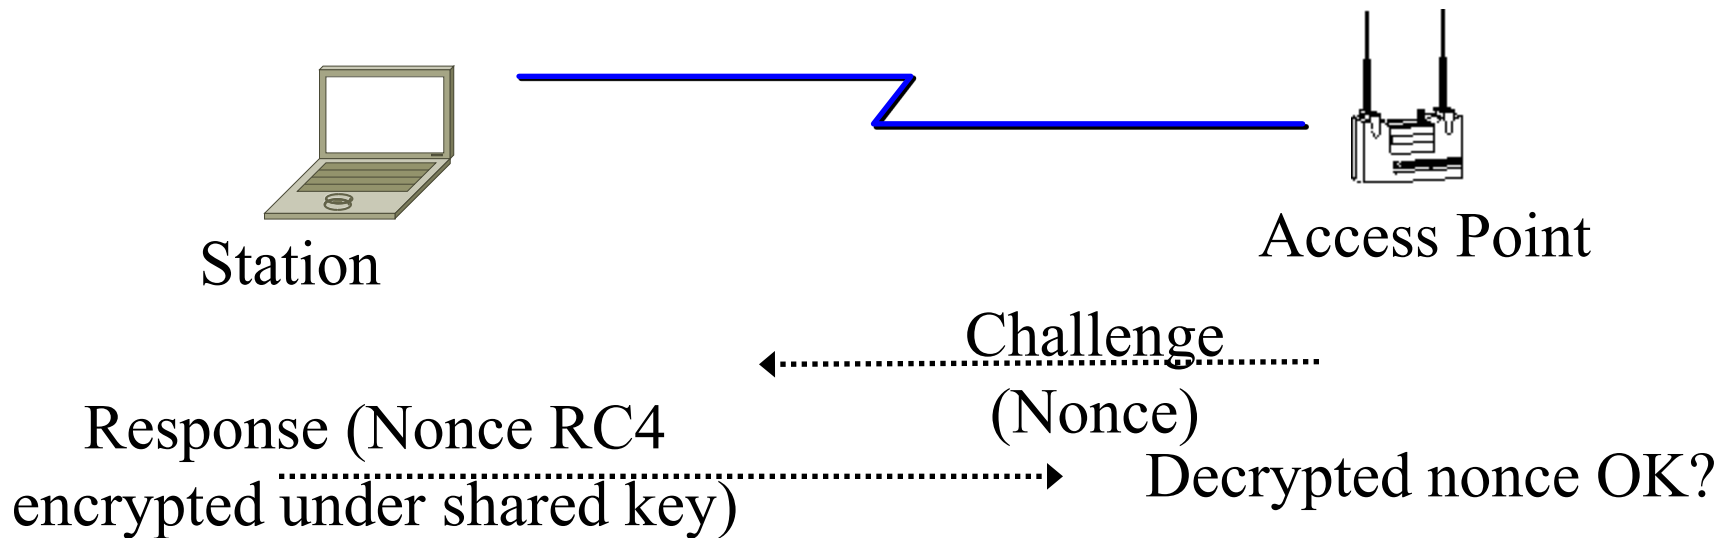 Station
Access Point
Challenge
(Nonce)
Response (Nonce RC4
encrypted under shared key)
Decrypted nonce OK?